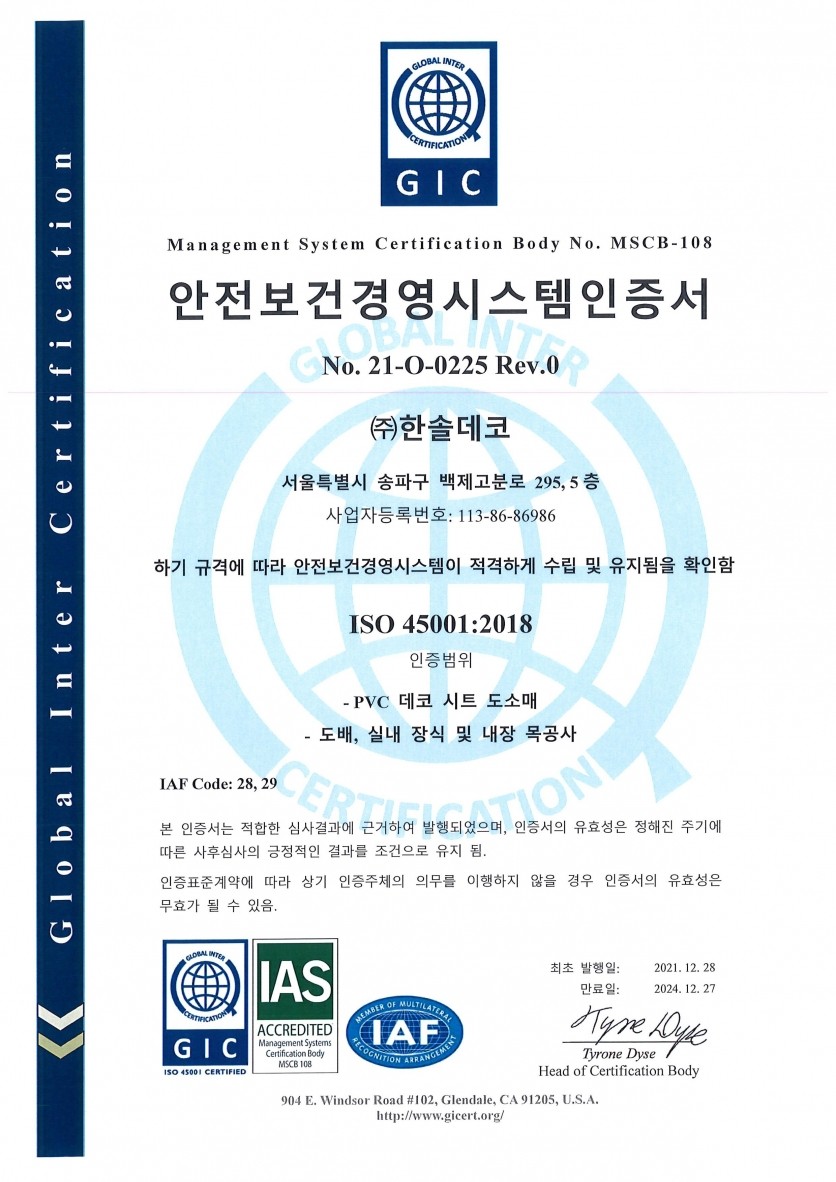 Global Inter Certification
GLOBAL INTER
CERTIFICATION
GIC
Management System Certification Body No. MSCB-108
안전보건경영시스템인증서
GLOBAL INTER
No. 21-O-0225 Rev.0
㈜한솔데코
서울특별시 송파구 백제고분로 295, 5 층
사업자등록번호: 113-86-86986
하기 규격에 따라 안전보건경영시스템이 적격하게 수립 및 유지됨을 확인함
ISO 45001:2018
인증범위
- PVC 데코 시트 도소매
- 도배, 실내 장식 및 내장 목공사
CERTIFICATION
IAF Code: 28, 29
본 인증서는 적합한 심사결과에 근거하여 발행되었으며, 인증서의 유효성은 정해진 주기에
따른 사후심사의 긍정적인 결과를 조건으로 유지 됨.
인증표준계약에 따라 상기 인증주체의 의무를 이행하지 않을 경우 인증서의 유효성은
무효가 될 수 있음.
GLOBAL INTER
CERTIFICATION
GIC
ISO 45001 CERTIFIED
IAS
ACCREDITED
Management Systems
Certification Body
MSCB 108
MEMBER OF MULTILATERAL
IAF
RECOGNITION ARRANGEMENT
최초 발행일: 2021. 12. 28
만료일: 2024. 12. 27
Tyrone Dyse
Tyrone Dyse
Head of Certification Body
904 E. Windsor Road #102, Glendale, CA 91205, U.S.A.
http://www.gicert.org/